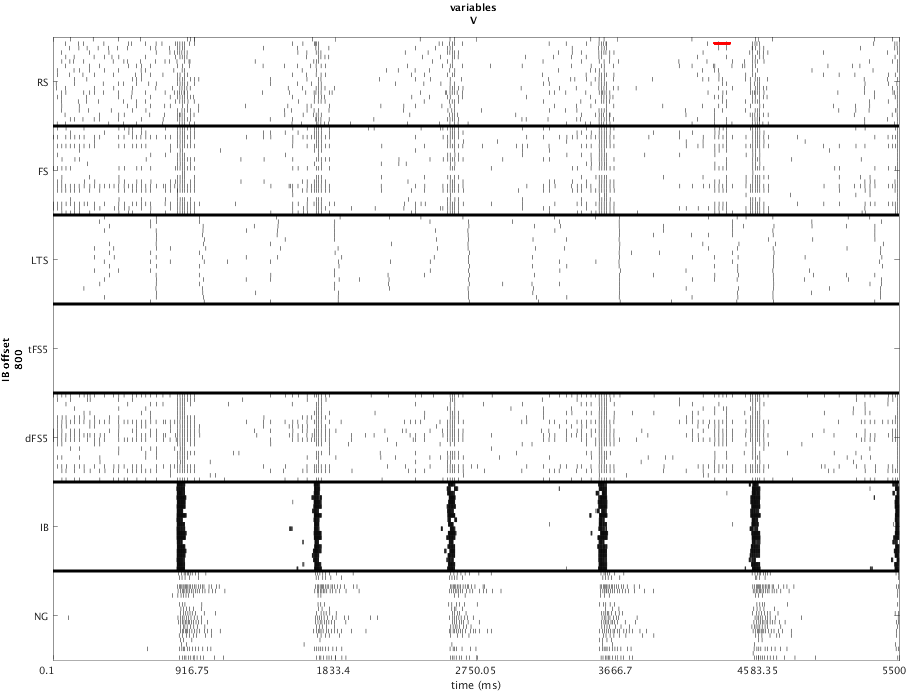 variables
V
RS
FS
LTS
tFS5
dFS5
IB
NG
IB offset
800
0.1 916.75 1833.4 2750.05 3666.7 4583.35 5500
time (ms)